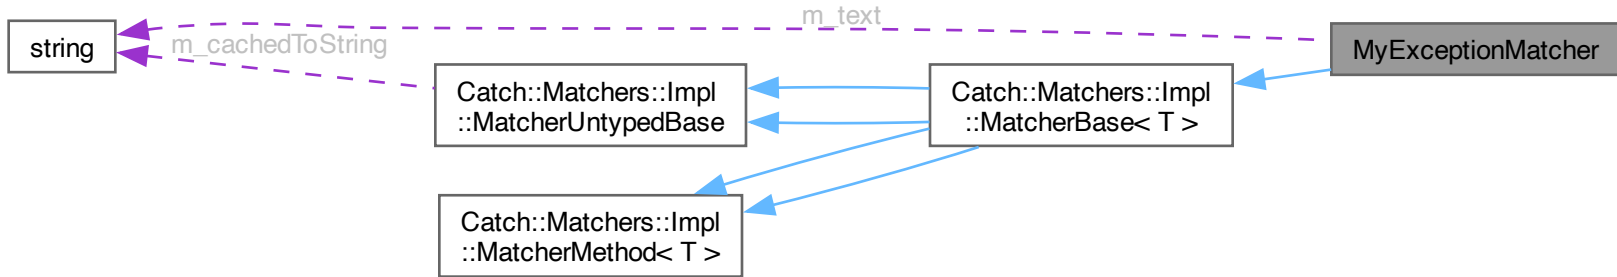 m_text
string
m_cachedToString
MyExceptionMatcher
Catch::Matchers::Impl
::MatcherUntypedBase
Catch::Matchers::Impl
::MatcherBase< T >
Catch::Matchers::Impl
::MatcherMethod< T >